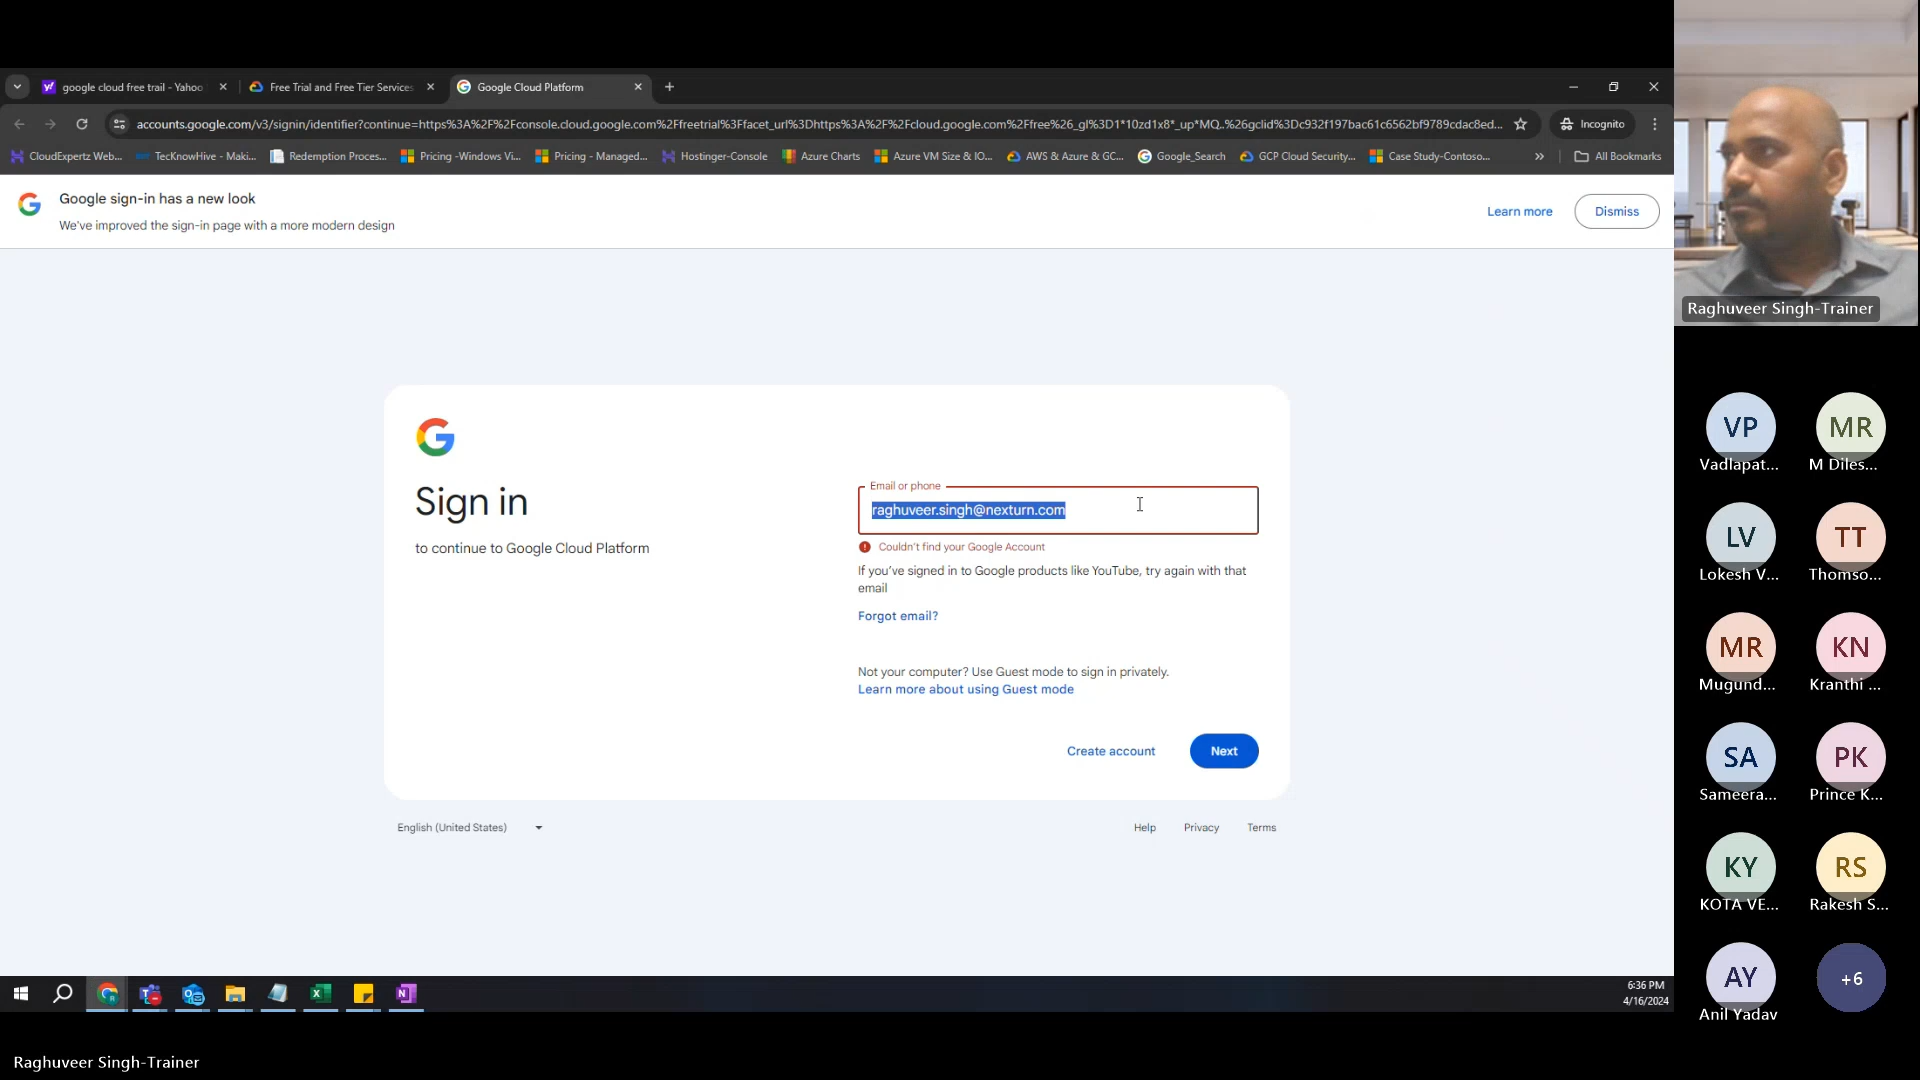 google cloud free trail - Yahoo
Free Trial and Free Tier Services
Google Cloud Platform
accounts.google.com/v3/signin/identifier?continue=https%3A%2F%2Fconsole.cloud.google.com%2Ffreetrial%3Ffacet_url%3Dhttps%3A%2F%2Fcloud.google.com%2Ffree%26_gl%3D1*10zd1x8*_up*MQ..%26gclid%3Dc932f197bac61c6562bf9789cdac8ed...
Incognito
CloudExpertz Web...
TecKnowHive - Maki...
Redemption Proces...
Pricing -Windows Vi...
Pricing - Managed...
Hostinger-Console
Azure Charts
Azure VM Size & IO...
AWS & Azure & GC...
Google_Search
GCP Cloud Security...
Case Study-Contoso...
All Bookmarks
Google sign-in has a new look
We've improved the sign-in page with a more modern design
Learn more
Dismiss
Sign in
to continue to Google Cloud Platform
Email or phone
raghuveer.singh@nexturn.com
Couldn't find your Google Account
If you've signed in to Google products like YouTube, try again with that
email
Forgot email?
Not your computer? Use Guest mode to sign in privately.
Learn more about using Guest mode
Create account
Next
English (United States)
Help
Privacy
Terms
6:36 PM
4/16/2024
Raghuveer Singh-Trainer
Raghuveer Singh-Trainer
VP
Vadlapat...
MR
M Diles...
LV
Lokesh V...
TT
Thomso...
MR
Mugund...
KN
Kranthi ...
SA
Sameera...
PK
Prince K...
KY
KOTA VE...
RS
Rakesh S...
AY
Anil Yadav
+6